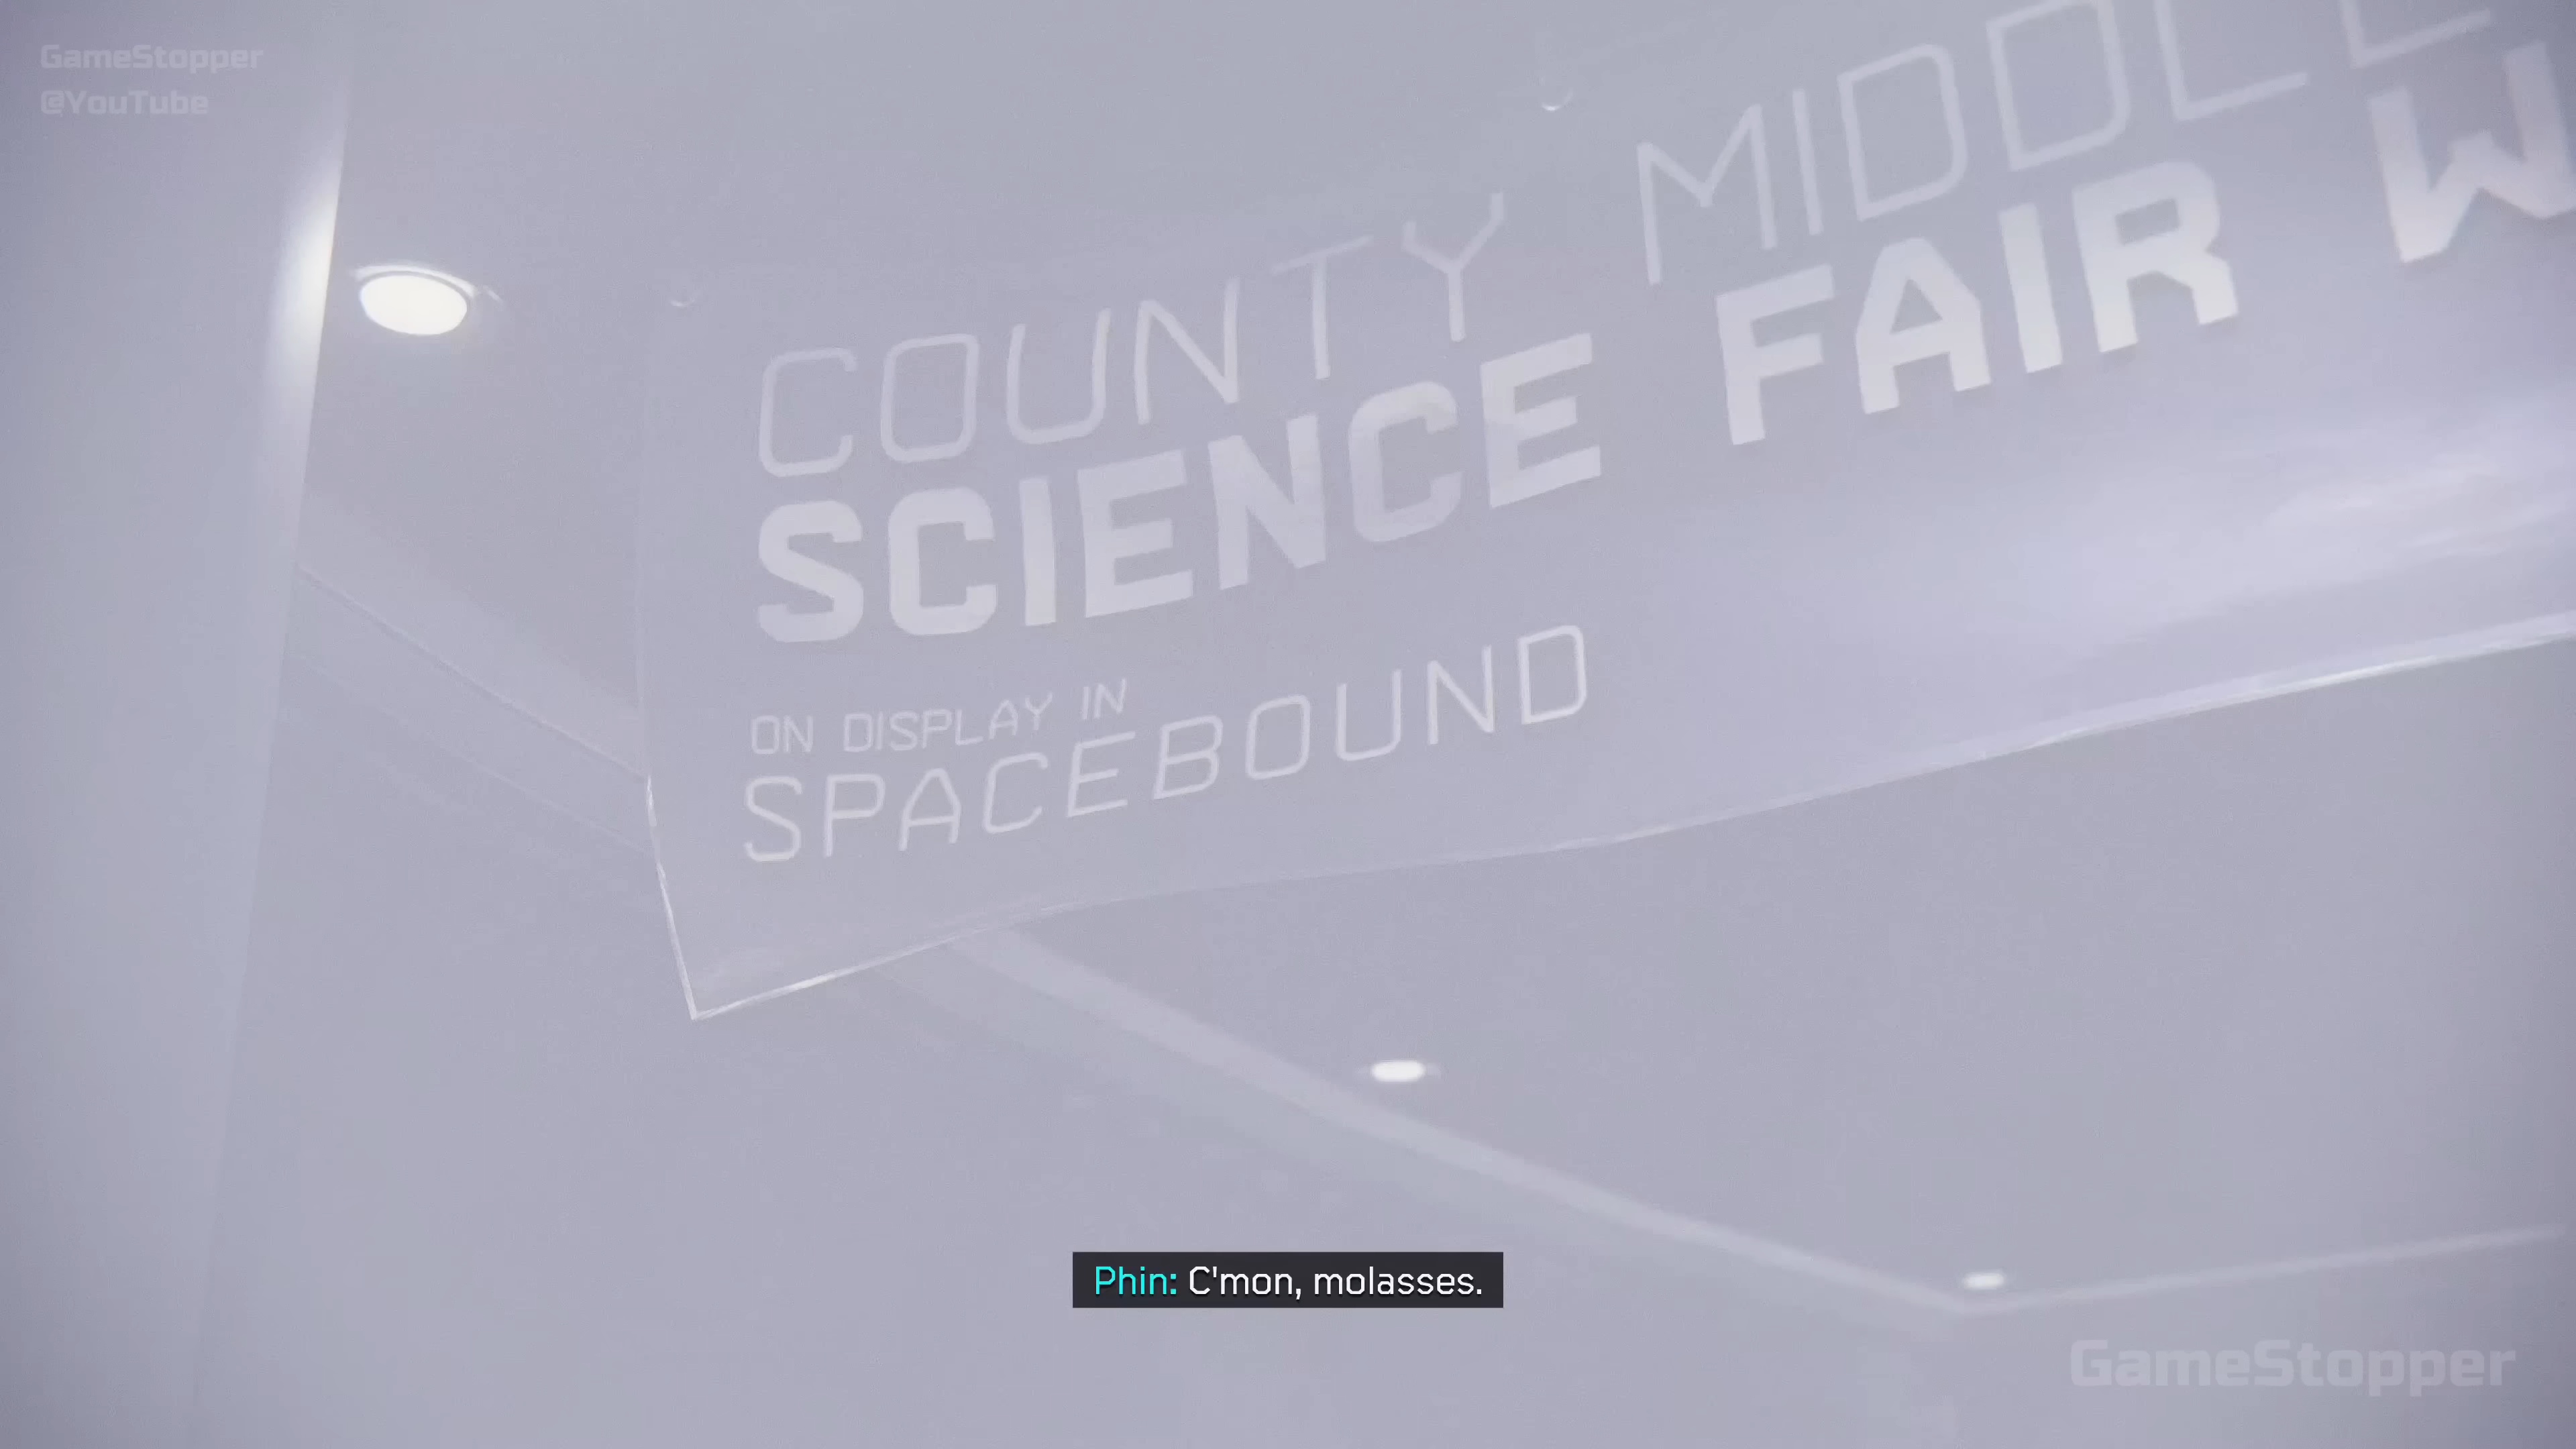 GameStopper
@YouTube
COUNTY MIDDLE
SCIENCE FAIR W
ON DISPLAY IN
SPACEBOUND
Phin: C'mon, molasses.
GameStopper